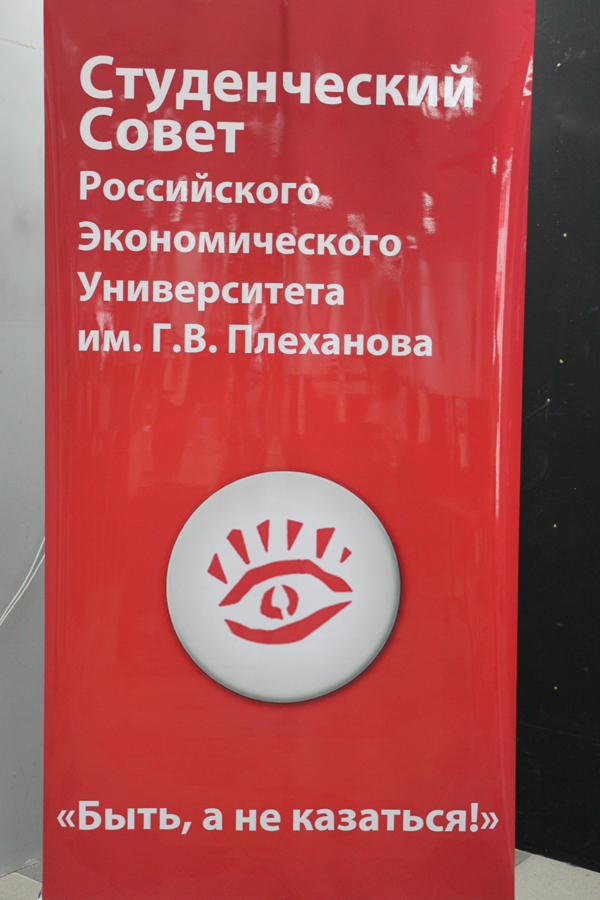 Студенческий
Совет
Российского
Экономического
Университета
им. Г.В. Плеханова
«Быть, а не казаться!»